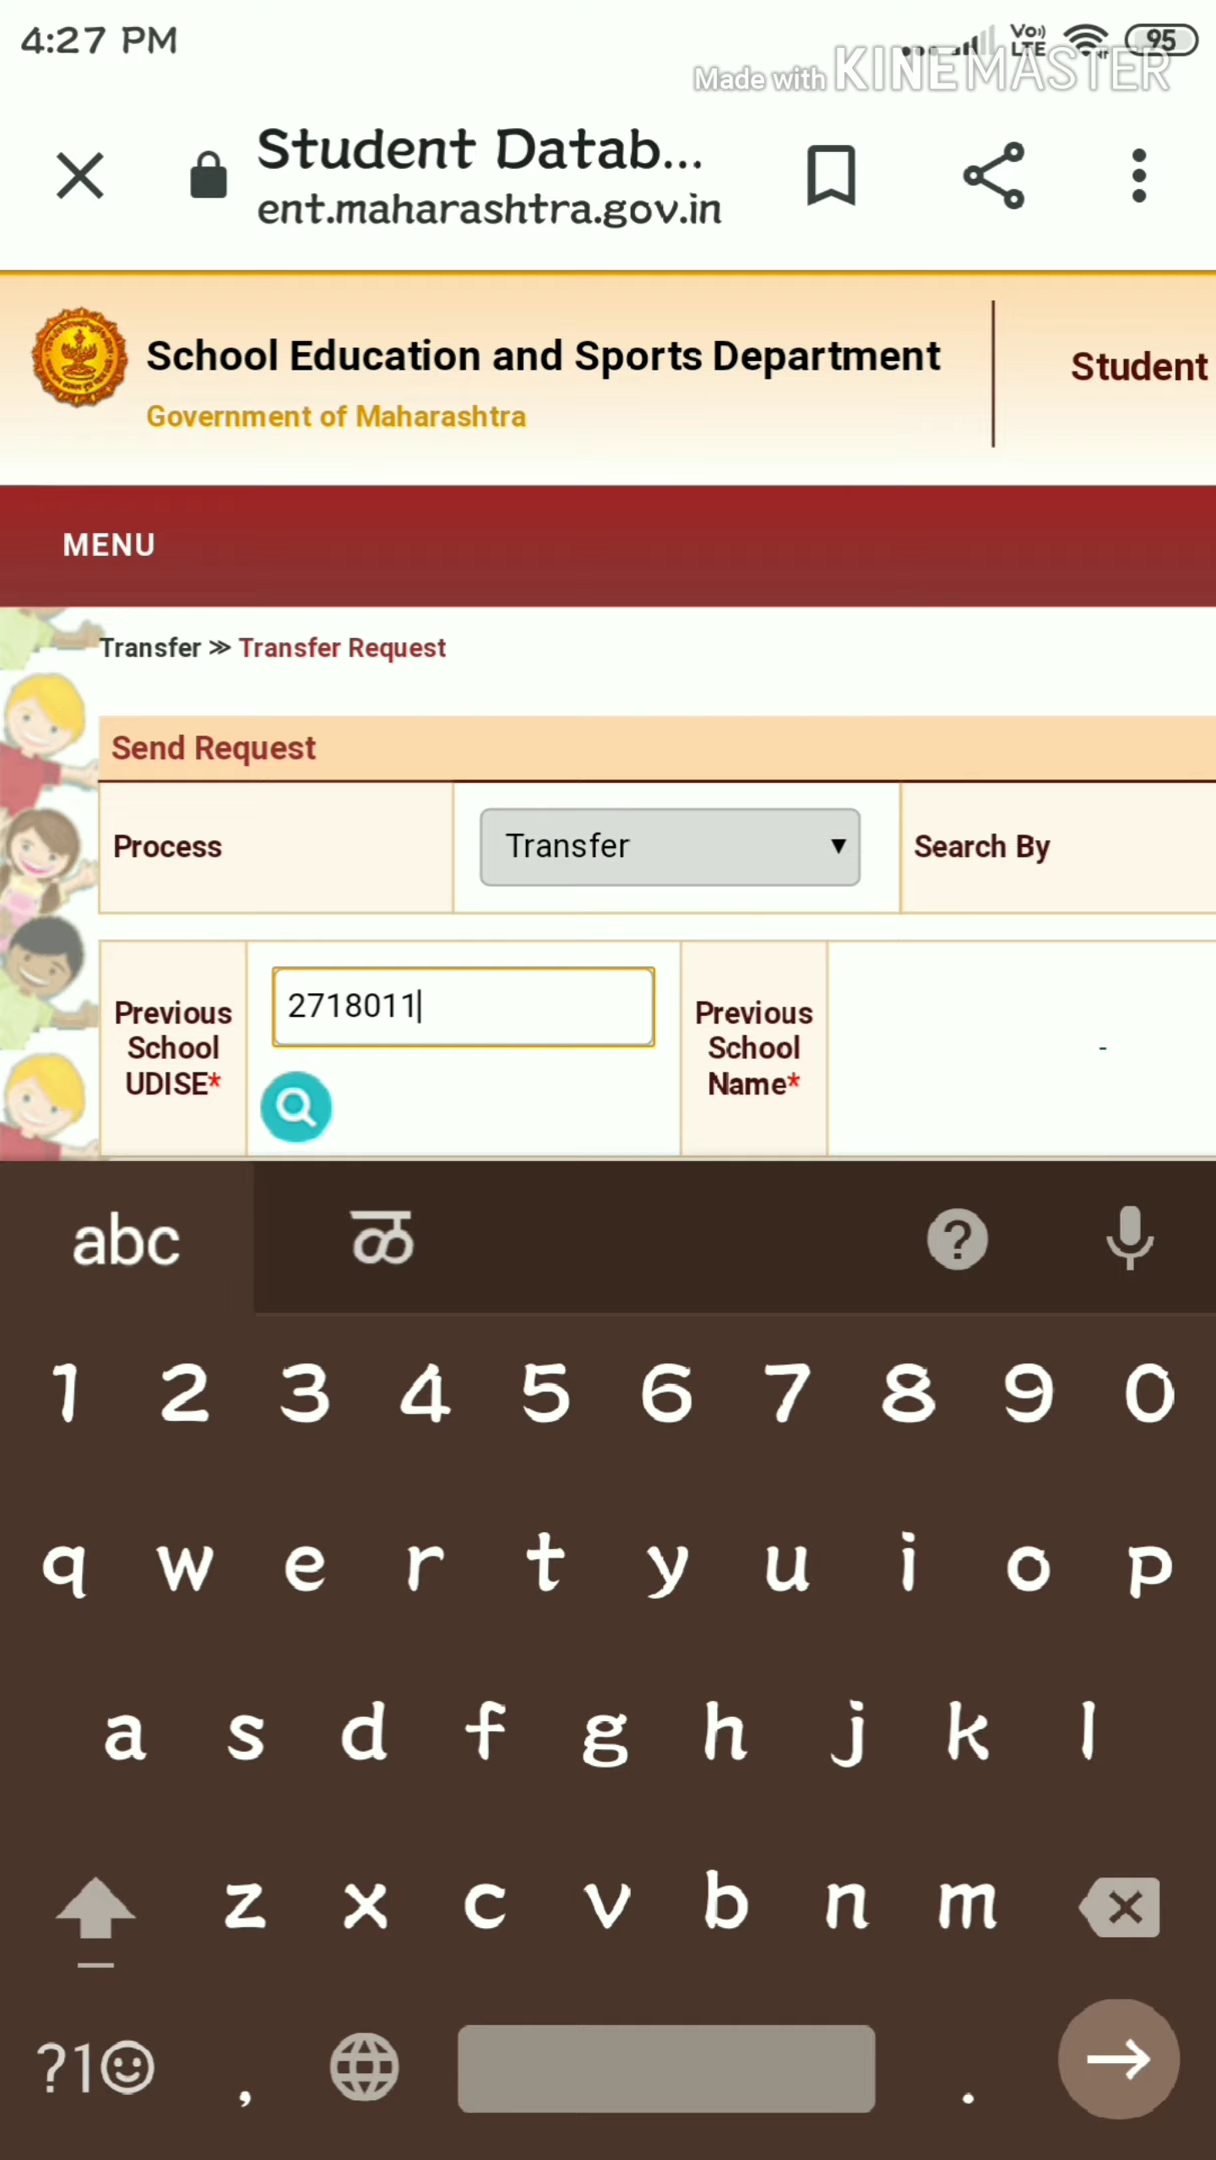 4:27 PM
Vo))
LTE
95
Made with KINEMASTER
Student Datab...
ent.maharashtra.gov.in
School Education and Sports Department
Government of Maharashtra
Student
MENU
Transfer ≫ Transfer Request
Send Request
Process
Transfer
Search By
Previous
School
UDISE*
2718011
Previous
School
Name*
-
abc
ळ
?
1 2 3 4 5 6 7 8 9 0
q w e r t y u i o p
a s d f g h j k l
z x c v b n m
?1☺ , .